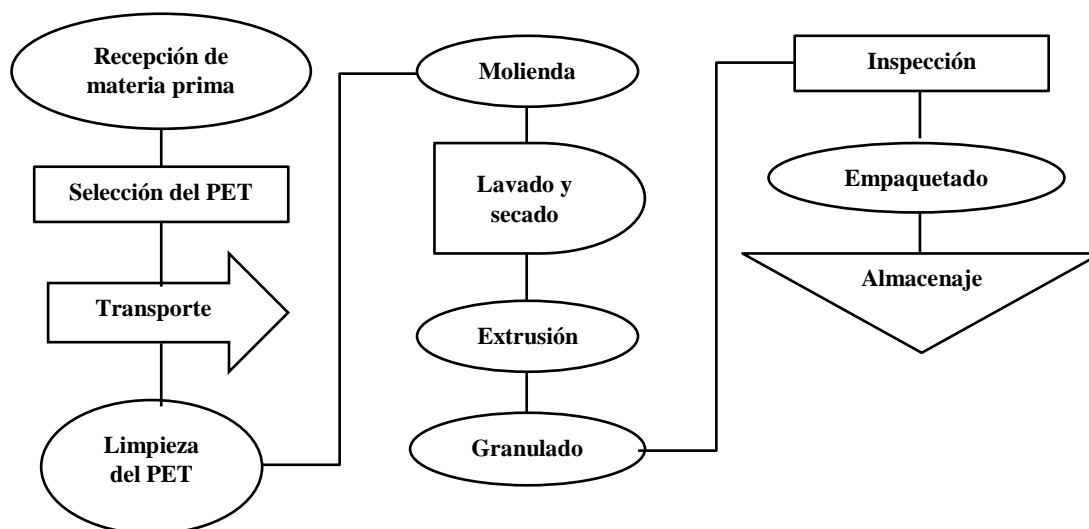 Recepción de
materia prima
Selección del PET
Transporte
Limpieza
del PET
Molienda
Lavado y
secado
Extrusión
Granulado
Inspección
Empaquetado
Almacenaje